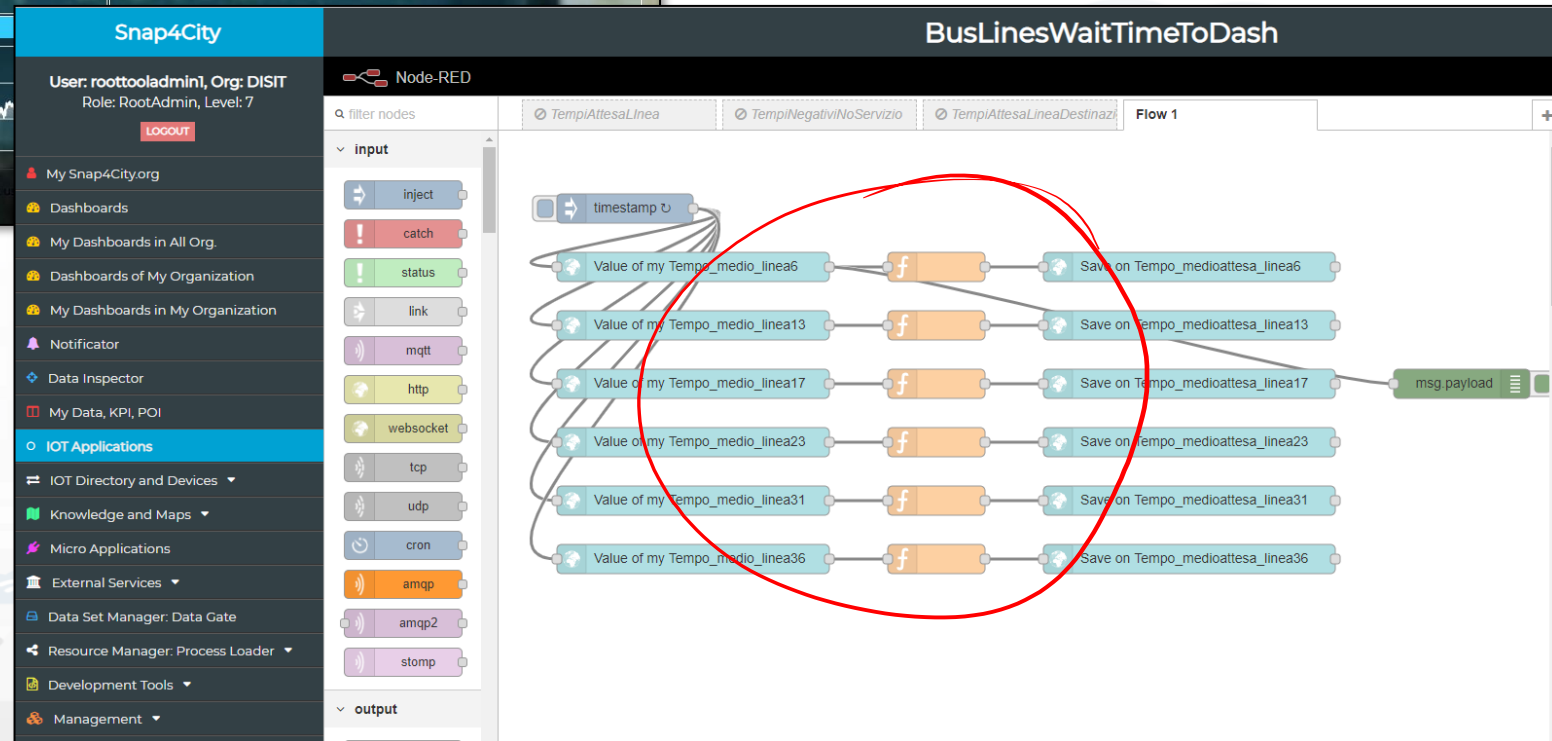 Snap4City
BusLinesWaitTimeToDash
User: roottooladmin1, Org: DISIT
Role: RootAdmin, Level: 7
LOGOUT
My Snap4City.org
Dashboards
My Dashboards in All Org.
Dashboards of My Organization
My Dashboards in My Organization
Notificator
Data Inspector
My Data, KPI, POI
IOT Applications
IOT Directory and Devices
Knowledge and Maps
Micro Applications
External Services
Data Set Manager: Data Gate
Resource Manager: Process Loader
Development Tools
Management
Node-RED
filter nodes
input
inject
catch
status
link
mqtt
http
websocket
tcp
udp
cron
amqp
amqp2
stomp
output
TempiAttesaLInea
TempiNegativiNoServizio
TempiAttesaLineaDestinazi
Flow 1
timestamp ↻
Value of my Tempo_medio_linea6
Save on Tempo_medioattesa_linea6
Value of my Tempo_medio_linea13
Save on Tempo_medioattesa_linea13
Value of my Tempo_medio_linea17
Save on Tempo_medioattesa_linea17
msg.payload
Value of my Tempo_medio_linea23
Save on Tempo_medioattesa_linea23
Value of my Tempo_medio_linea31
Save on Tempo_medioattesa_linea31
Value of my Tempo_medio_linea36
Save on Tempo_medioattesa_linea36